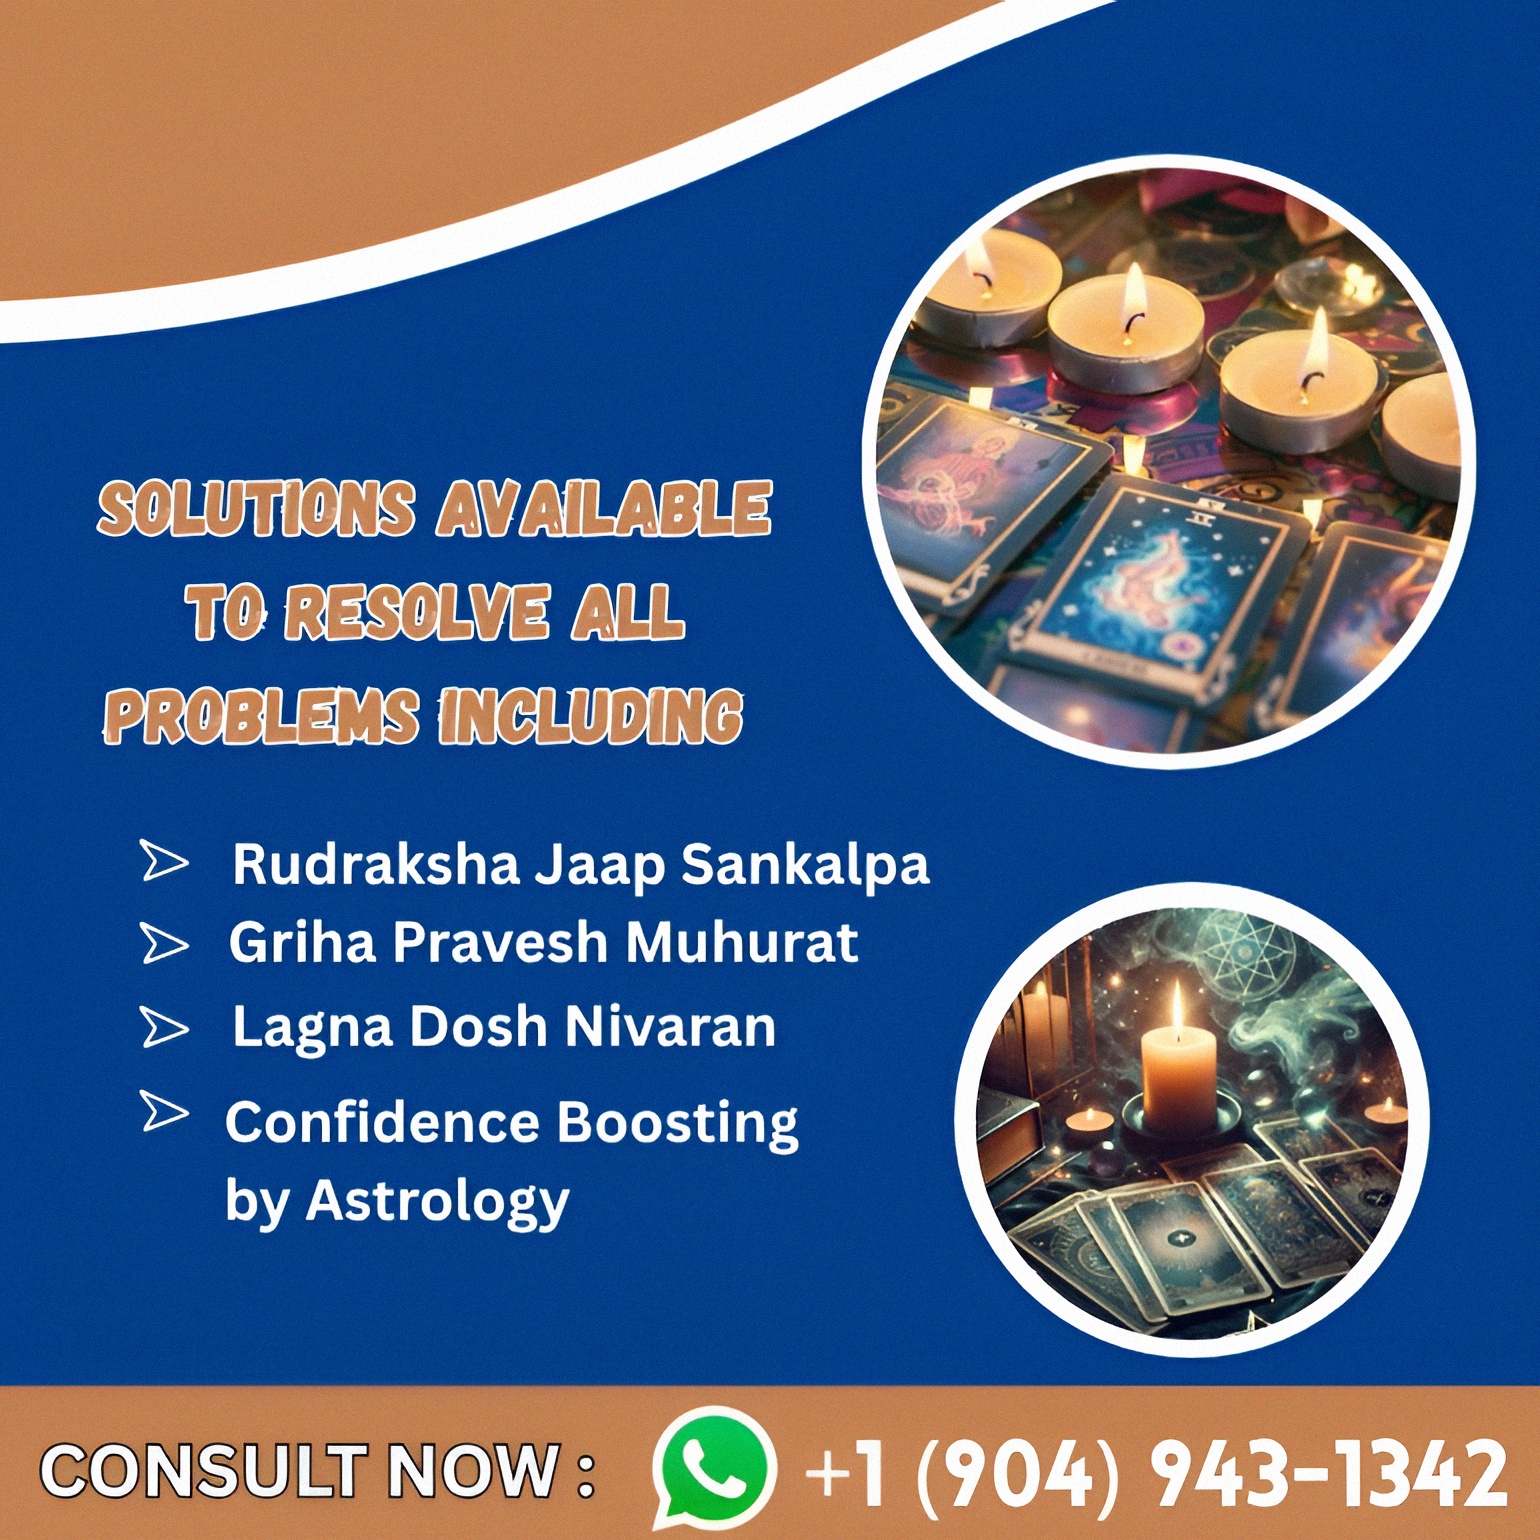 SOLUTIONS AVAILABLE
TO RESOLVE ALL
PROBLEMS INCLUDING
Rudraksha Jaap Sankalpa
Griha Pravesh Muhurat
Lagna Dosh Nivaran
Confidence Boosting
by Astrology
CONSULT NOW : +1 (904) 943-1342